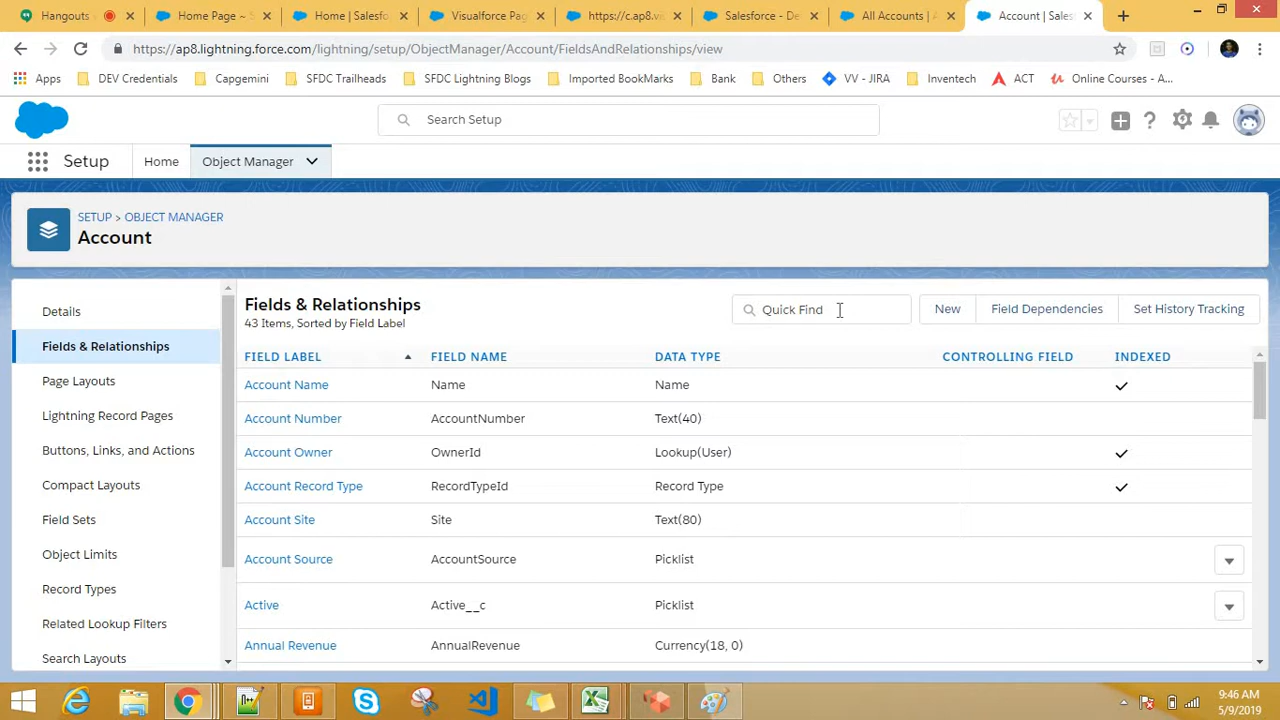 Hangouts
Home Page ~ S
Home | Salesfo
Visualforce Pag
https://c.ap8.vi
Salesforce - De
All Accounts | A
Account | Sales
https://ap8.lightning.force.com/lightning/setup/ObjectManager/Account/FieldsAndRelationships/view
Apps
DEV Credentials
Capgemini
SFDC Trailheads
SFDC Lightning Blogs
Imported BookMarks
Bank
Others
VV - JIRA
Inventech
ACT
Online Courses - A...
Search Setup
Setup
Home
Object Manager
SETUP > OBJECT MANAGER
Account
Details
Fields & Relationships
Page Layouts
Lightning Record Pages
Buttons, Links, and Actions
Compact Layouts
Field Sets
Object Limits
Record Types
Related Lookup Filters
Search Layouts
Fields & Relationships
43 Items, Sorted by Field Label
Quick Find
New
Field Dependencies
Set History Tracking
FIELD LABEL FIELD NAME DATA TYPE CONTROLLING FIELD INDEXED
Account Name Name Name
Account Number AccountNumber Text(40)
Account Owner OwnerId Lookup(User)
Account Record Type RecordTypeId Record Type
Account Site Site Text(80)
Account Source AccountSource Picklist
Active Active__c Picklist
Annual Revenue AnnualRevenue Currency(18, 0)
9:46 AM
5/9/2019